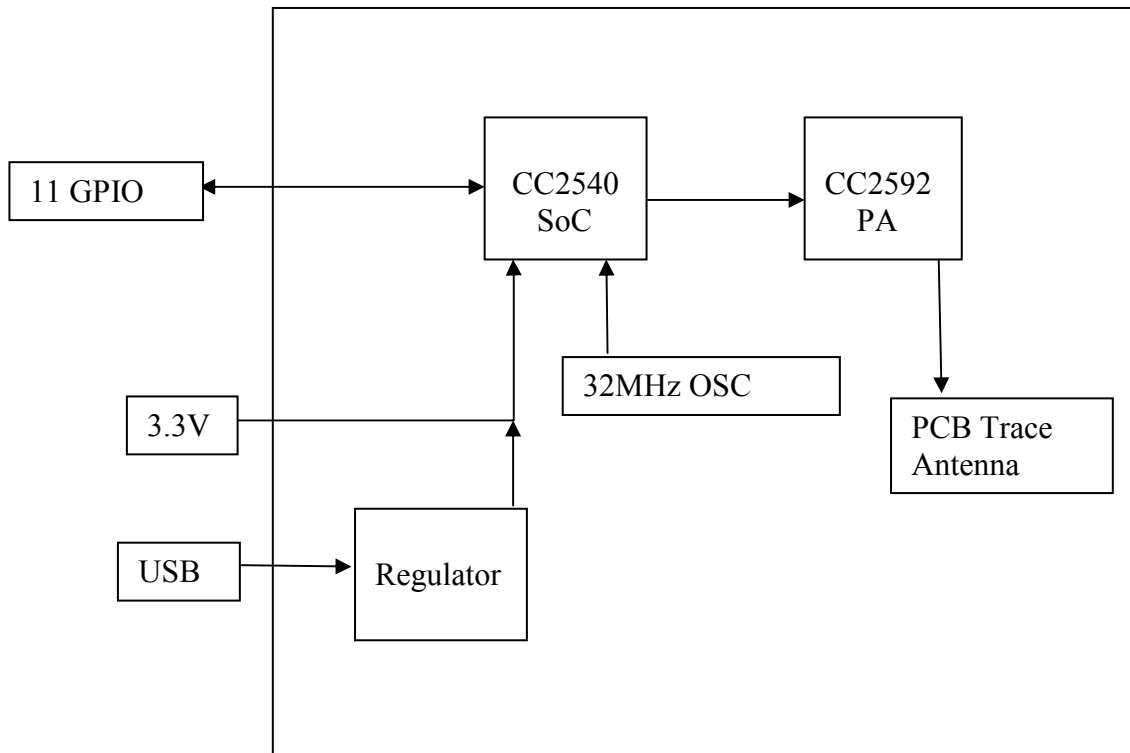 11 GPIO
CC2540
SoC
CC2592
PA
32MHz OSC
3.3V
PCB Trace
Antenna
USB
Regulator